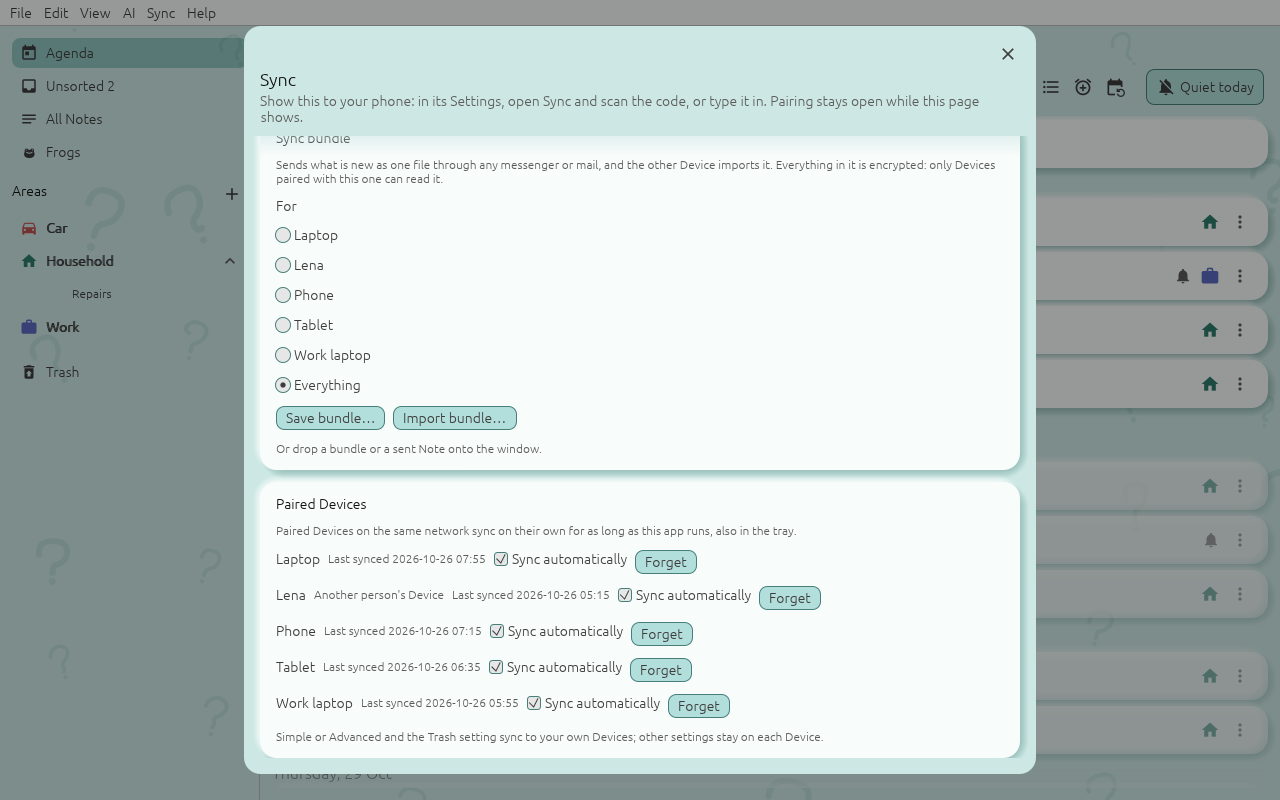 File Edit View AI Sync Help
Agenda
Unsorted 2
All Notes
Frogs
Areas
Car
Household
Repairs
Work
Trash
Quiet today
Sync
Show this to your phone: in its Settings, open Sync and scan the code, or type it in. Pairing stays open while this page
shows.
Sync bundle
Sends what is new as one file through any messenger or mail, and the other Device imports it. Everything in it is encrypted: only Devices
paired with this one can read it.
For
Laptop
Lena
Phone
Tablet
Work laptop
Everything
Save bundle… Import bundle…
Or drop a bundle or a sent Note onto the window.
Paired Devices
Paired Devices on the same network sync on their own for as long as this app runs, also in the tray.
Laptop Last synced 2026-10-26 07:55 Sync automatically Forget
Lena Another person's Device Last synced 2026-10-26 05:15 Sync automatically Forget
Phone Last synced 2026-10-26 07:15 Sync automatically Forget
Tablet Last synced 2026-10-26 06:35 Sync automatically Forget
Work laptop Last synced 2026-10-26 05:55 Sync automatically Forget
Simple or Advanced and the Trash setting sync to your own Devices; other settings stay on each Device.
Thursday, 29 Oct